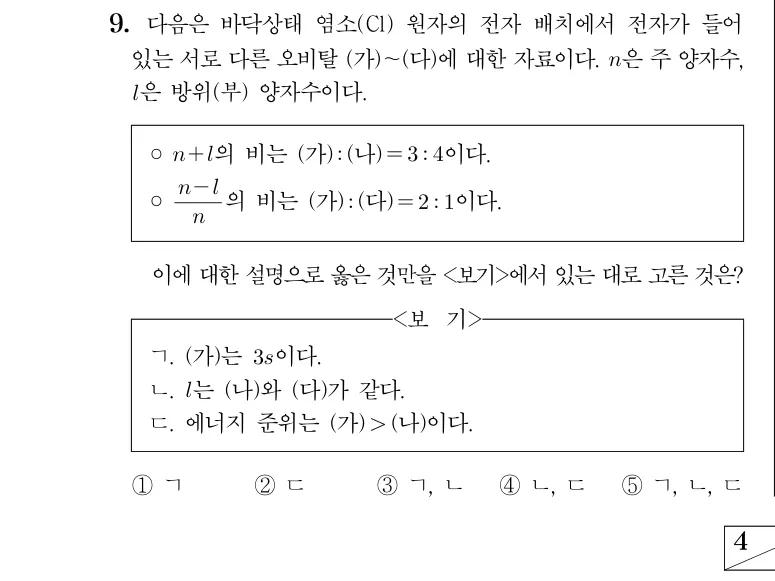 9. 다음은 바닥상태 염소(Cl) 원자의 전자 배치에서 전자가 들어
있는 서로 다른 오비탈 (가)~(다)에 대한 자료이다. n은 주 양자수,
l은 방위(부) 양자수이다.
○ n+l의 비는 (가):(나)=3:4이다.
○ (n-l)/n의 비는 (가):(다)=2:1이다.
이에 대한 설명으로 옳은 것만을 <보기>에서 있는 대로 고른 것은?
<보 기>
ㄱ. (가)는 3s이다.
ㄴ. l는 (나)와 (다)가 같다.
ㄷ. 에너지 준위는 (가)>(나)이다.
① ㄱ ② ㄷ ③ ㄱ, ㄴ ④ ㄴ, ㄷ ⑤ ㄱ, ㄴ, ㄷ
4